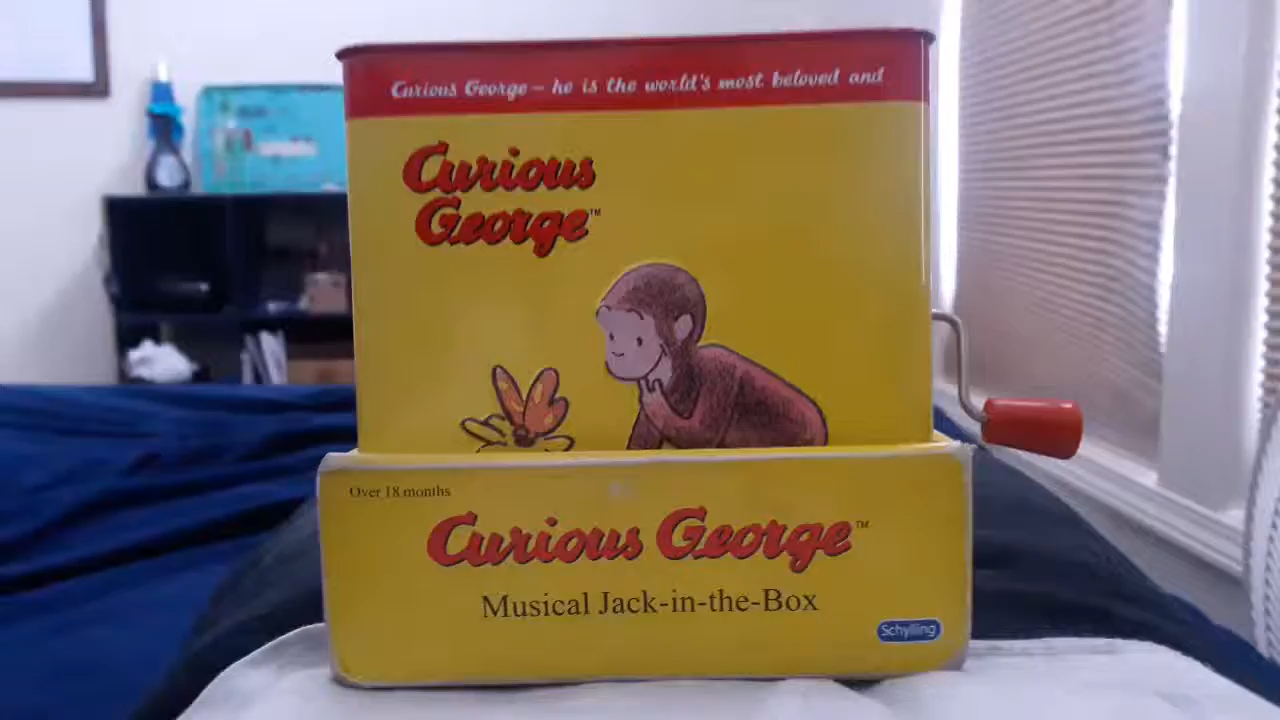 Curious George – he is the world's most beloved and
Curious
George™
Over 18 months
Curious George™
Musical Jack-in-the-Box
Schylling